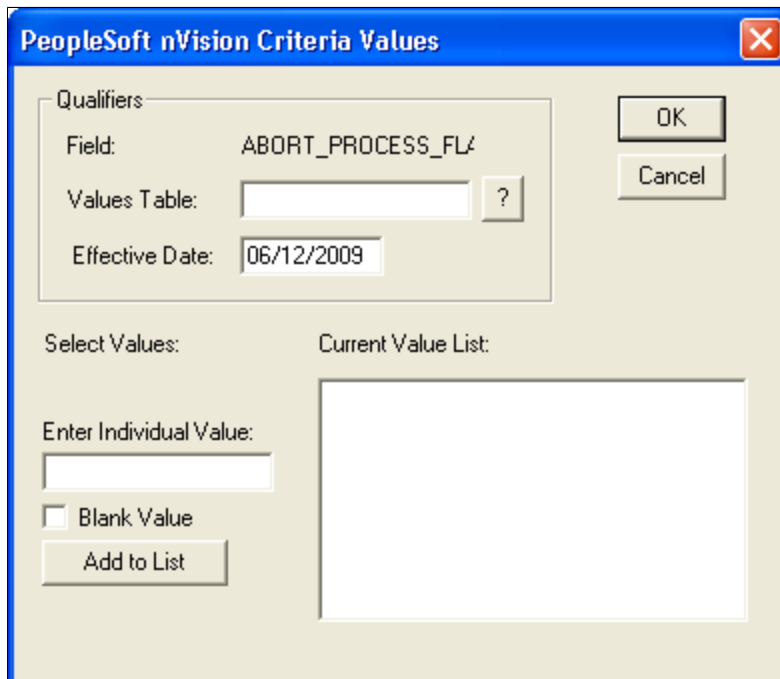 PeopleSoft nVision Criteria Values
Qualifiers
Field: ABORT_PROCESS_FLA
Values Table: ?
Effective Date: 06/12/2009
OK
Cancel
Select Values: Current Value List:
Enter Individual Value:
Blank Value
Add to List